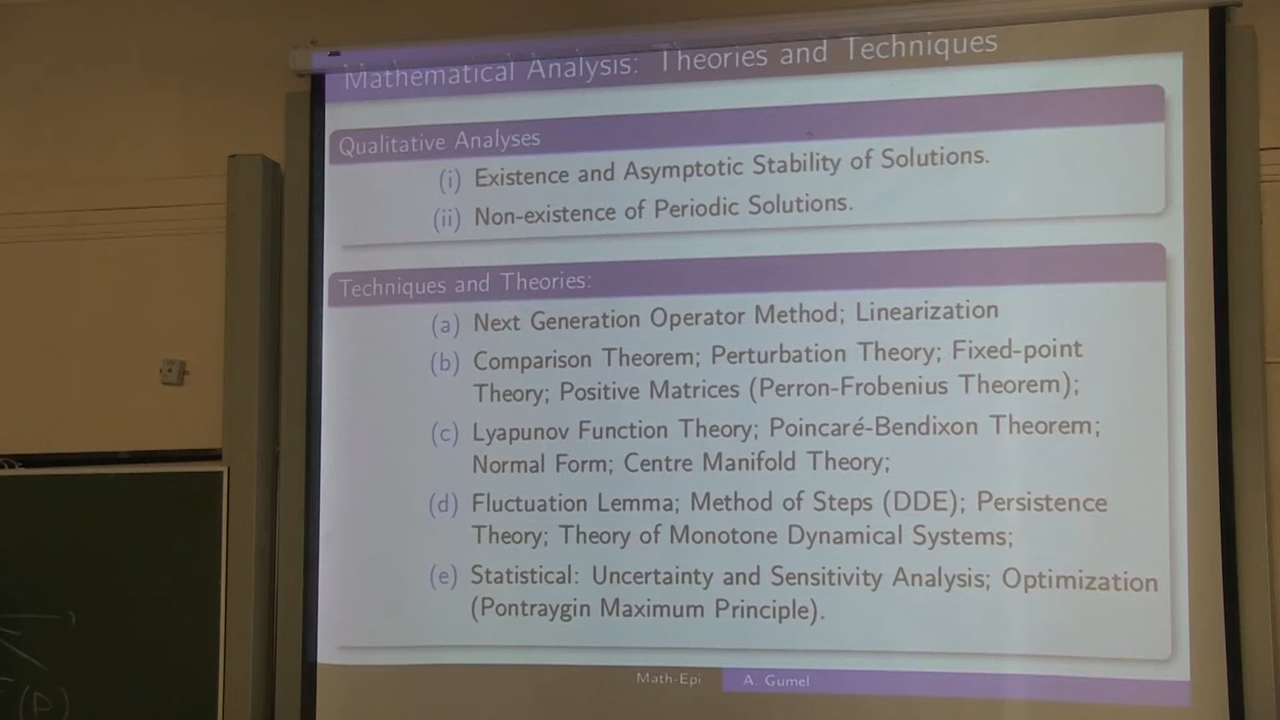 Mathematical Analysis: Theories and Techniques
Qualitative Analyses
(i) Existence and Asymptotic Stability of Solutions.
(ii) Non-existence of Periodic Solutions.
Techniques and Theories:
(a) Next Generation Operator Method; Linearization
(b) Comparison Theorem; Perturbation Theory; Fixed-point
Theory; Positive Matrices (Perron-Frobenius Theorem);
(c) Lyapunov Function Theory; Poincaré-Bendixon Theorem;
Normal Form; Centre Manifold Theory;
(d) Fluctuation Lemma; Method of Steps (DDE); Persistence
Theory; Theory of Monotone Dynamical Systems;
(e) Statistical: Uncertainty and Sensitivity Analysis; Optimization
(Pontraygin Maximum Principle).
Math-Epi A. Gumel